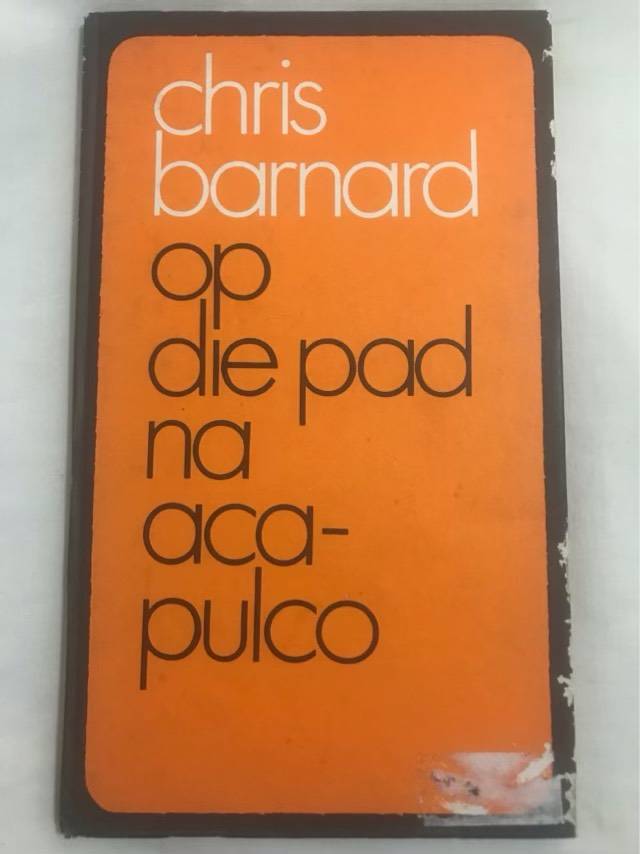 chris
barnard
op
die pad
na
aca-
pulco